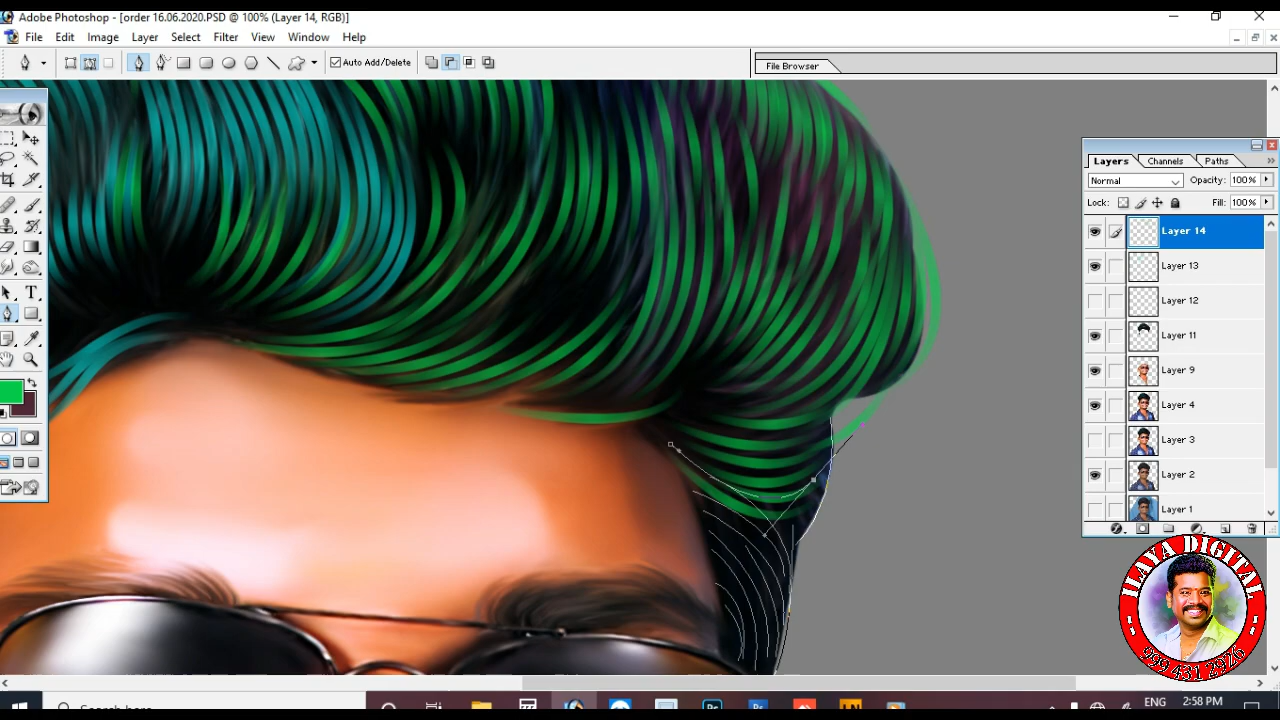 Adobe Photoshop - [order 16.06.2020.PSD @ 100% (Layer 14, RGB)]
File Edit Image Layer Select Filter View Window Help
Auto Add/Delete
File Browser
Layers Channels Paths
Normal Opacity: 100%
Lock: Fill: 100%
Layer 14
Layer 13
Layer 12
Layer 11
Layer 9
Layer 4
Layer 3
Layer 2
Layer 1
ILAYA DIGITAL
999 431 2926
ENG 2:58 PM